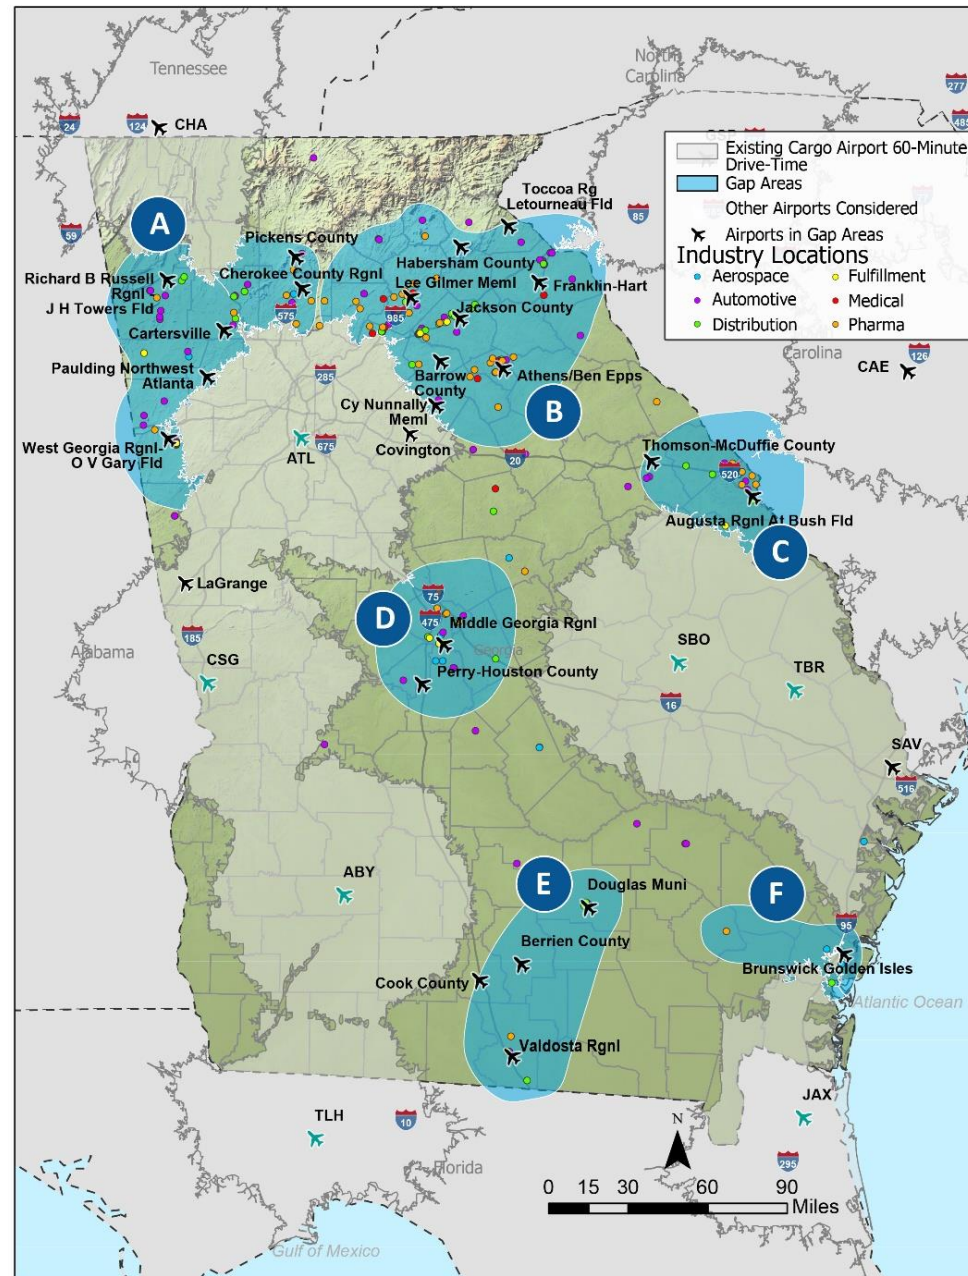 Tennessee
North
Carolina
277
24
124
CHA
485
Existing Cargo Airport 60-Minute
Drive-Time
Gap Areas
Other Airports Considered
Airports in Gap Areas
Industry Locations
Aerospace
Fulfillment
Automotive
Medical
Distribution
Pharma
85
59
A
Toccoa Rg
Letourneau Fld
Pickens County
Habersham County
Richard B Russell
Rgnl
J H Towers Fld
Cherokee County Rgnl
Lee Gilmer Meml
Franklin-Hart
575
985
Jackson County
Cartersville
Carolina
126
CAE
Paulding Northwest
Atlanta
285
Barrow
County
Athens/Ben Epps
B
Cy Nunnally
Meml
West Georgia Rgnl-
O V Gary Fld
ATL
675
Covington
20
Thomson-McDuffie County
520
Augusta Rgnl At Bush Fld
C
LaGrange
75
D
475
Middle Georgia Rgnl
Georgia
Alabama
185
CSG
Perry-Houston County
SBO
TBR
16
SAV
516
ABY
E
Douglas Muni
F
95
Berrien County
Brunswick Golden Isles
Cook County
Atlantic Ocean
Valdosta Rgnl
TLH
10
JAX
N
Florida
295
0 15 30 60 90
Miles
Gulf of Mexico